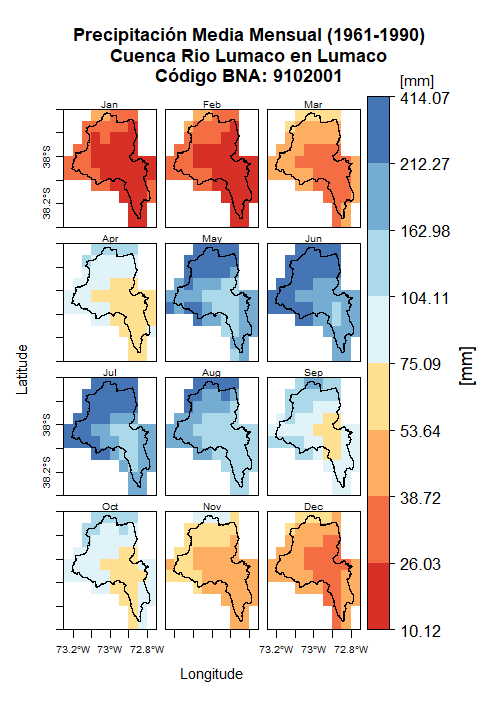 Precipitación Media Mensual (1961-1990)
Cuenca Rio Lumaco en Lumaco
Código BNA: 9102001
[mm]
Jan Feb Mar
414.07
212.27
162.98
104.11
75.09
53.64
38.72
26.03
10.12
[mm]
38°S
38.2°S
Apr May Jun
Latitude
Jul Aug Sep
38°S
38.2°S
Oct Nov Dec
73.2°W 73°W 72.8°W 73.2°W 73°W 72.8°W
Longitude